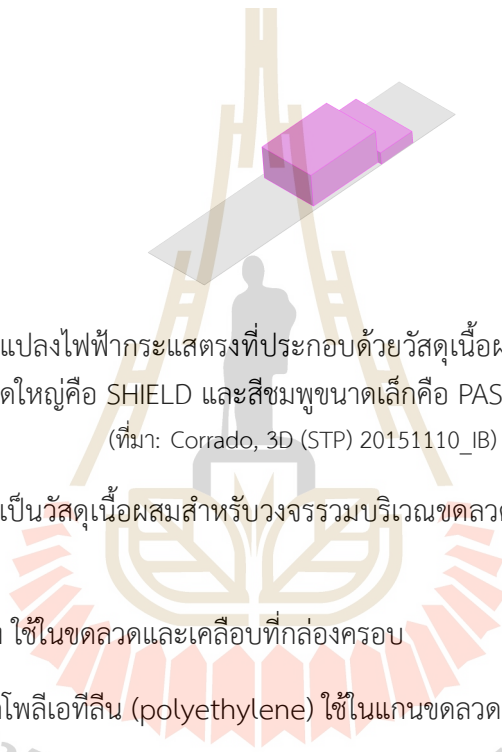 แปลงไฟฟ้ากระแสตรงที่ประกอบด้วยวัสดุเนื้อผ
ดใหญ่คือ SHIELD และสีชมพูขนาดเล็กคือ PAS
(ที่มา: Corrado, 3D (STP) 20151110_IB)
เป็นวัสดุเนื้อผสมสำหรับวงจรรวมบริเวณขดลวด
ใช้ในขดลวดและเคลือบที่กล่องครอบ
โพลีเอทีลีน (polyethylene) ใช้ในแกนขดลวด